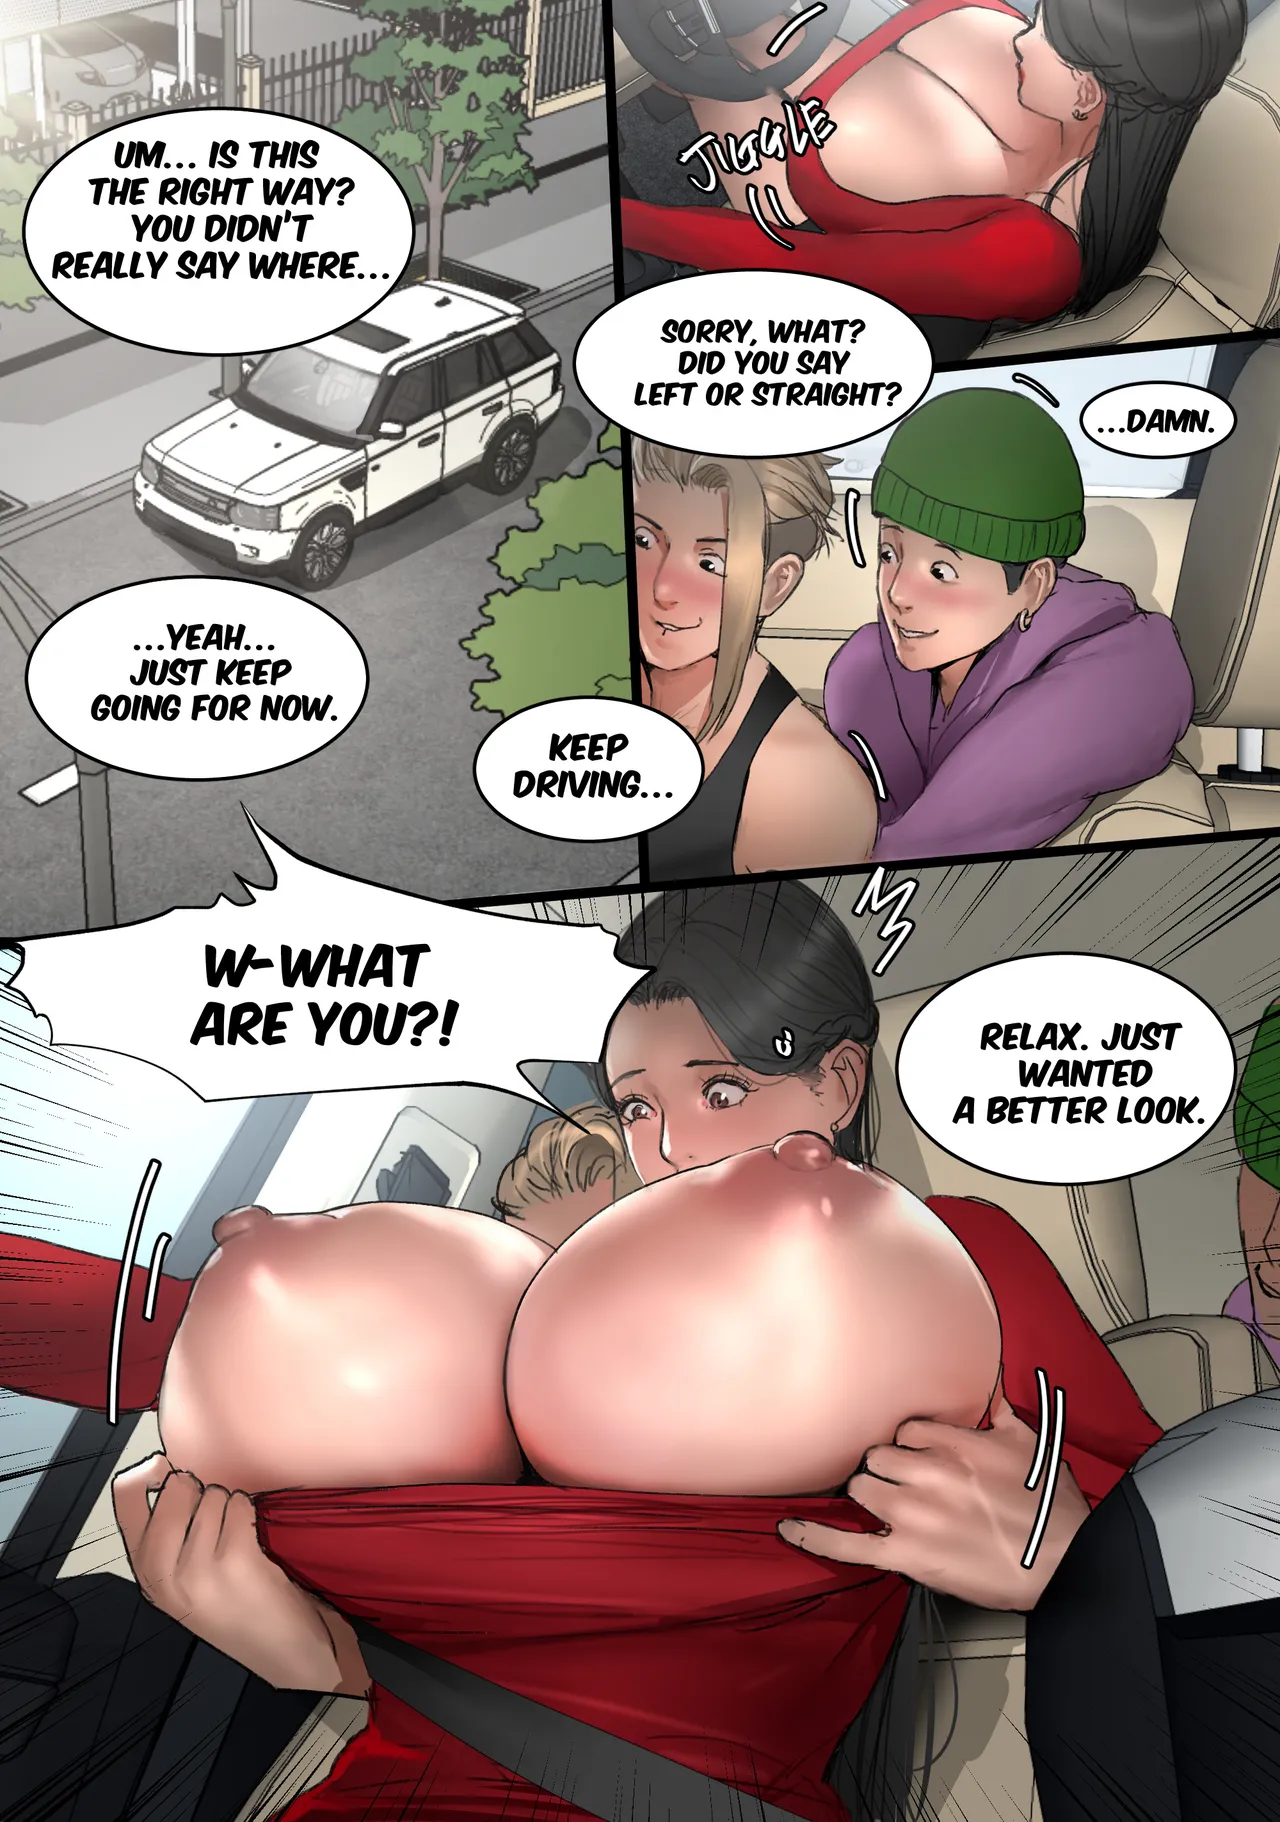 UM... IS THIS
THE RIGHT WAY?
YOU DIDN'T
REALLY SAY WHERE...
JIGGLE
SORRY, WHAT?
DID YOU SAY
LEFT OR STRAIGHT?
...DAMN.
...YEAH...
JUST KEEP
GOING FOR NOW.
KEEP
DRIVING...
W-WHAT
ARE YOU?!
RELAX. JUST
WANTED
A BETTER LOOK.